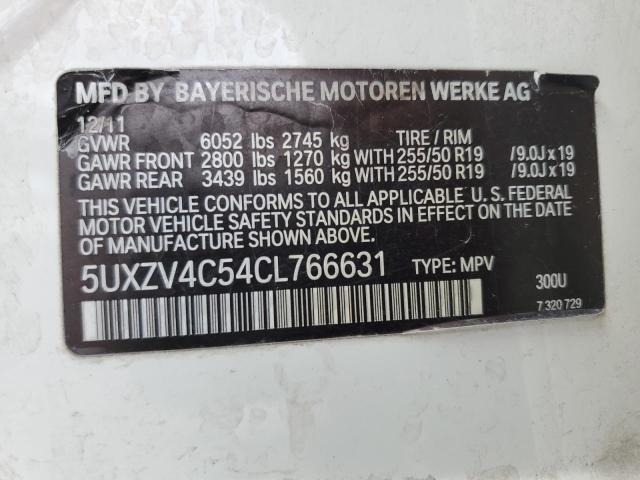 MFD BY BAYERISCHE MOTOREN WERKE AG
12/11
GVWR 6052 lbs 2745 kg TIRE / RIM
GAWR FRONT 2800 lbs 1270 kg WITH 255/50 R19 /9.0J x 19
GAWR REAR 3439 lbs 1560 kg WITH 255/50 R19 /9.0J x 19
THIS VEHICLE CONFORMS TO ALL APPLICABLE U. S. FEDERAL
MOTOR VEHICLE SAFETY STANDARDS IN EFFECT ON THE DATE
OF MANUFACTURE SHOWN ABOVE.
5UXZV4C54CL766631 TYPE: MPV
300U
7 320 729